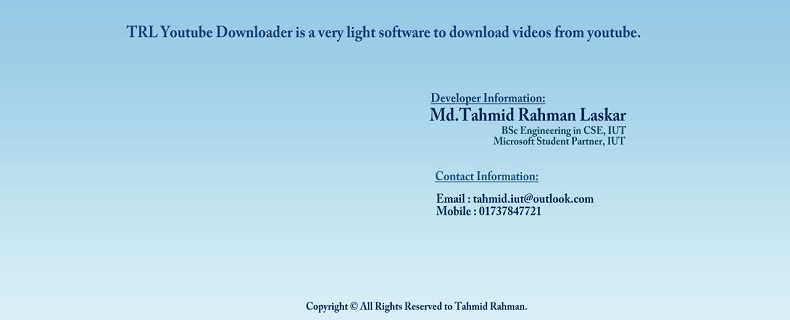 TRL Youtube Downloader is a very light software to download videos from youtube.
Developer Information:
Md.Tahmid Rahman Laskar
BSc Engineering in CSE, IUT
Microsoft Student Partner, IUT
Contact Information:
Email : tahmid.iut@outlook.com
Mobile : 01737847721
Copyright © All Rights Reserved to Tahmid Rahman.